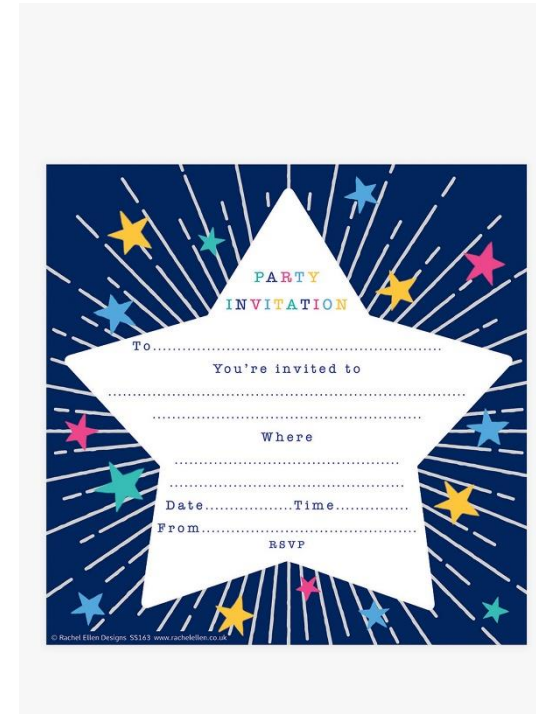 PARTY
INVITATION
To................................................
You're invited to
............................................................
.............................................
Where
......................................
.......................................
Date...............Time............
From....................................
RSVP
© Rachel Ellen Designs SS163 www.rachelellen.co.uk